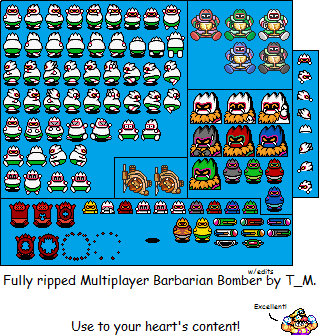 w/edits
Fully ripped Multiplayer Barbarian Bomber by T_M.
Excellent!
Use to your heart's content!